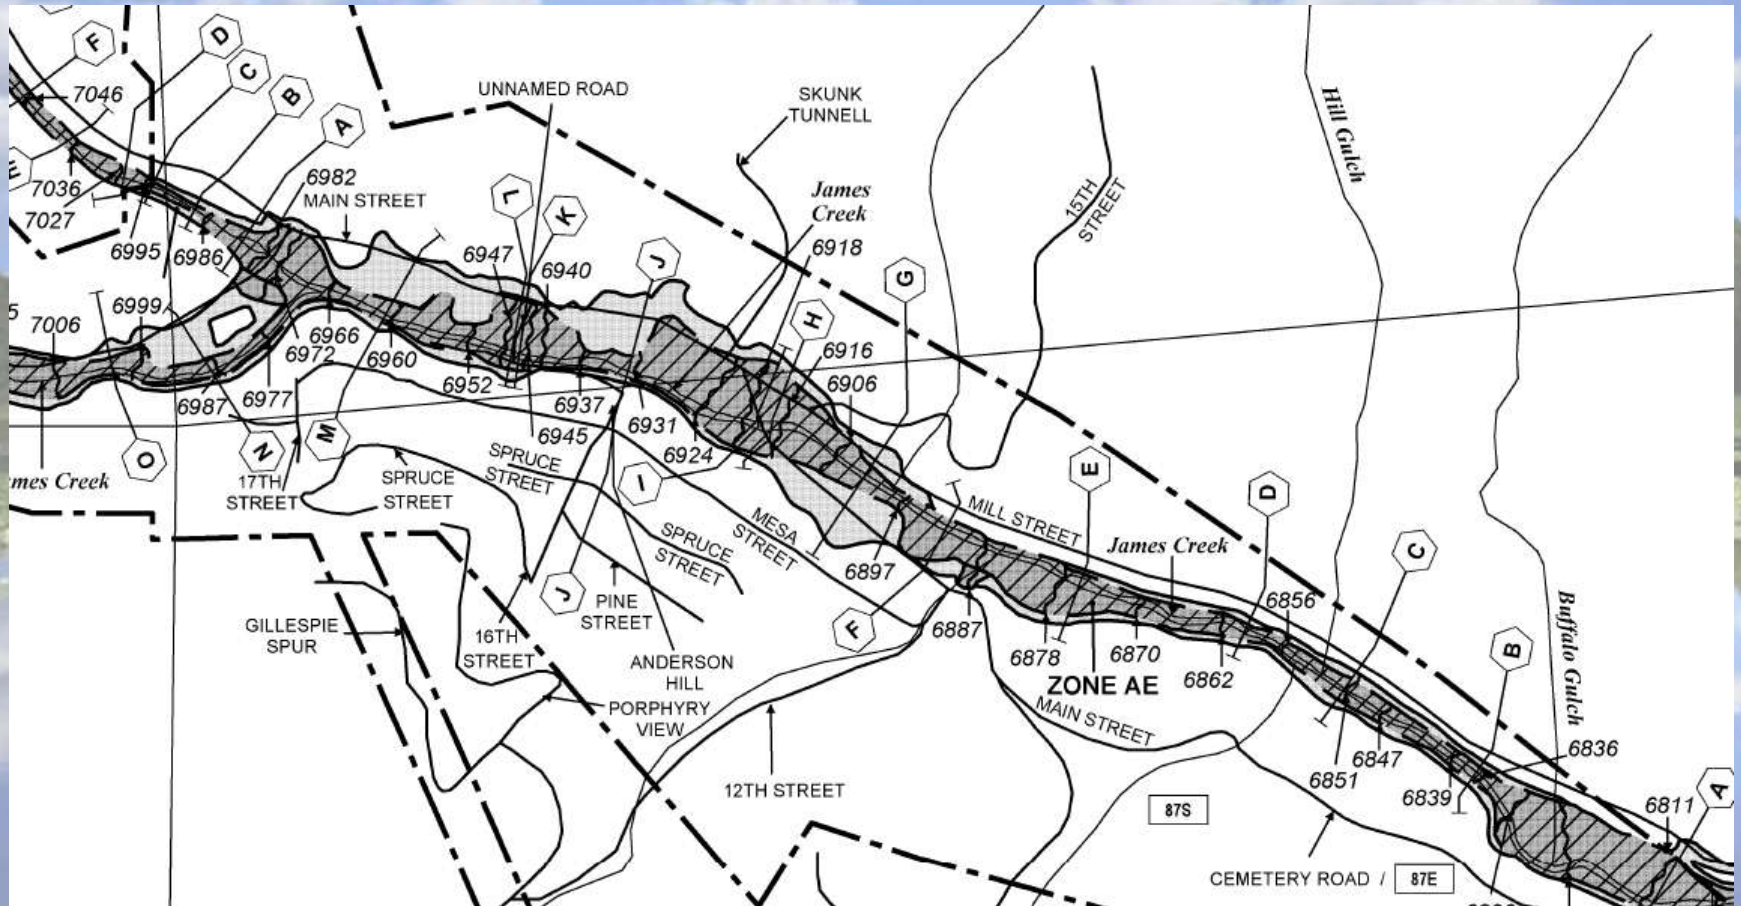 F
D
C
B
A
7046
E
7036
7027
6995
6986
6982
MAIN STREET
UNNAMED ROAD
SKUNK
TUNNELL
James
Creek
6918
15TH
STREET
Hill Gulch
L
K
J
6947
6940
G
H
6916
6906
5
7006
6999
6966
6972
6960
6952
6937
6945
6931
6924
6987
6977
O
N
M
I
mes Creek
17TH
STREET
SPRUCE
STREET
SPRUCE
STREET
SPRUCE
STREET
MESA
STREET
MILL STREET
E
D
C
James Creek
6897
6887
6878
6870
6862
6856
ZONE AE
MAIN STREET
F
J
PINE
STREET
16TH
STREET
GILLESPIE
SPUR
ANDERSON
HILL
PORPHYRY
VIEW
12TH STREET
Buffalo Gulch
B
6836
6851
6847
6839
6811
A
87S
CEMETERY ROAD / 87E